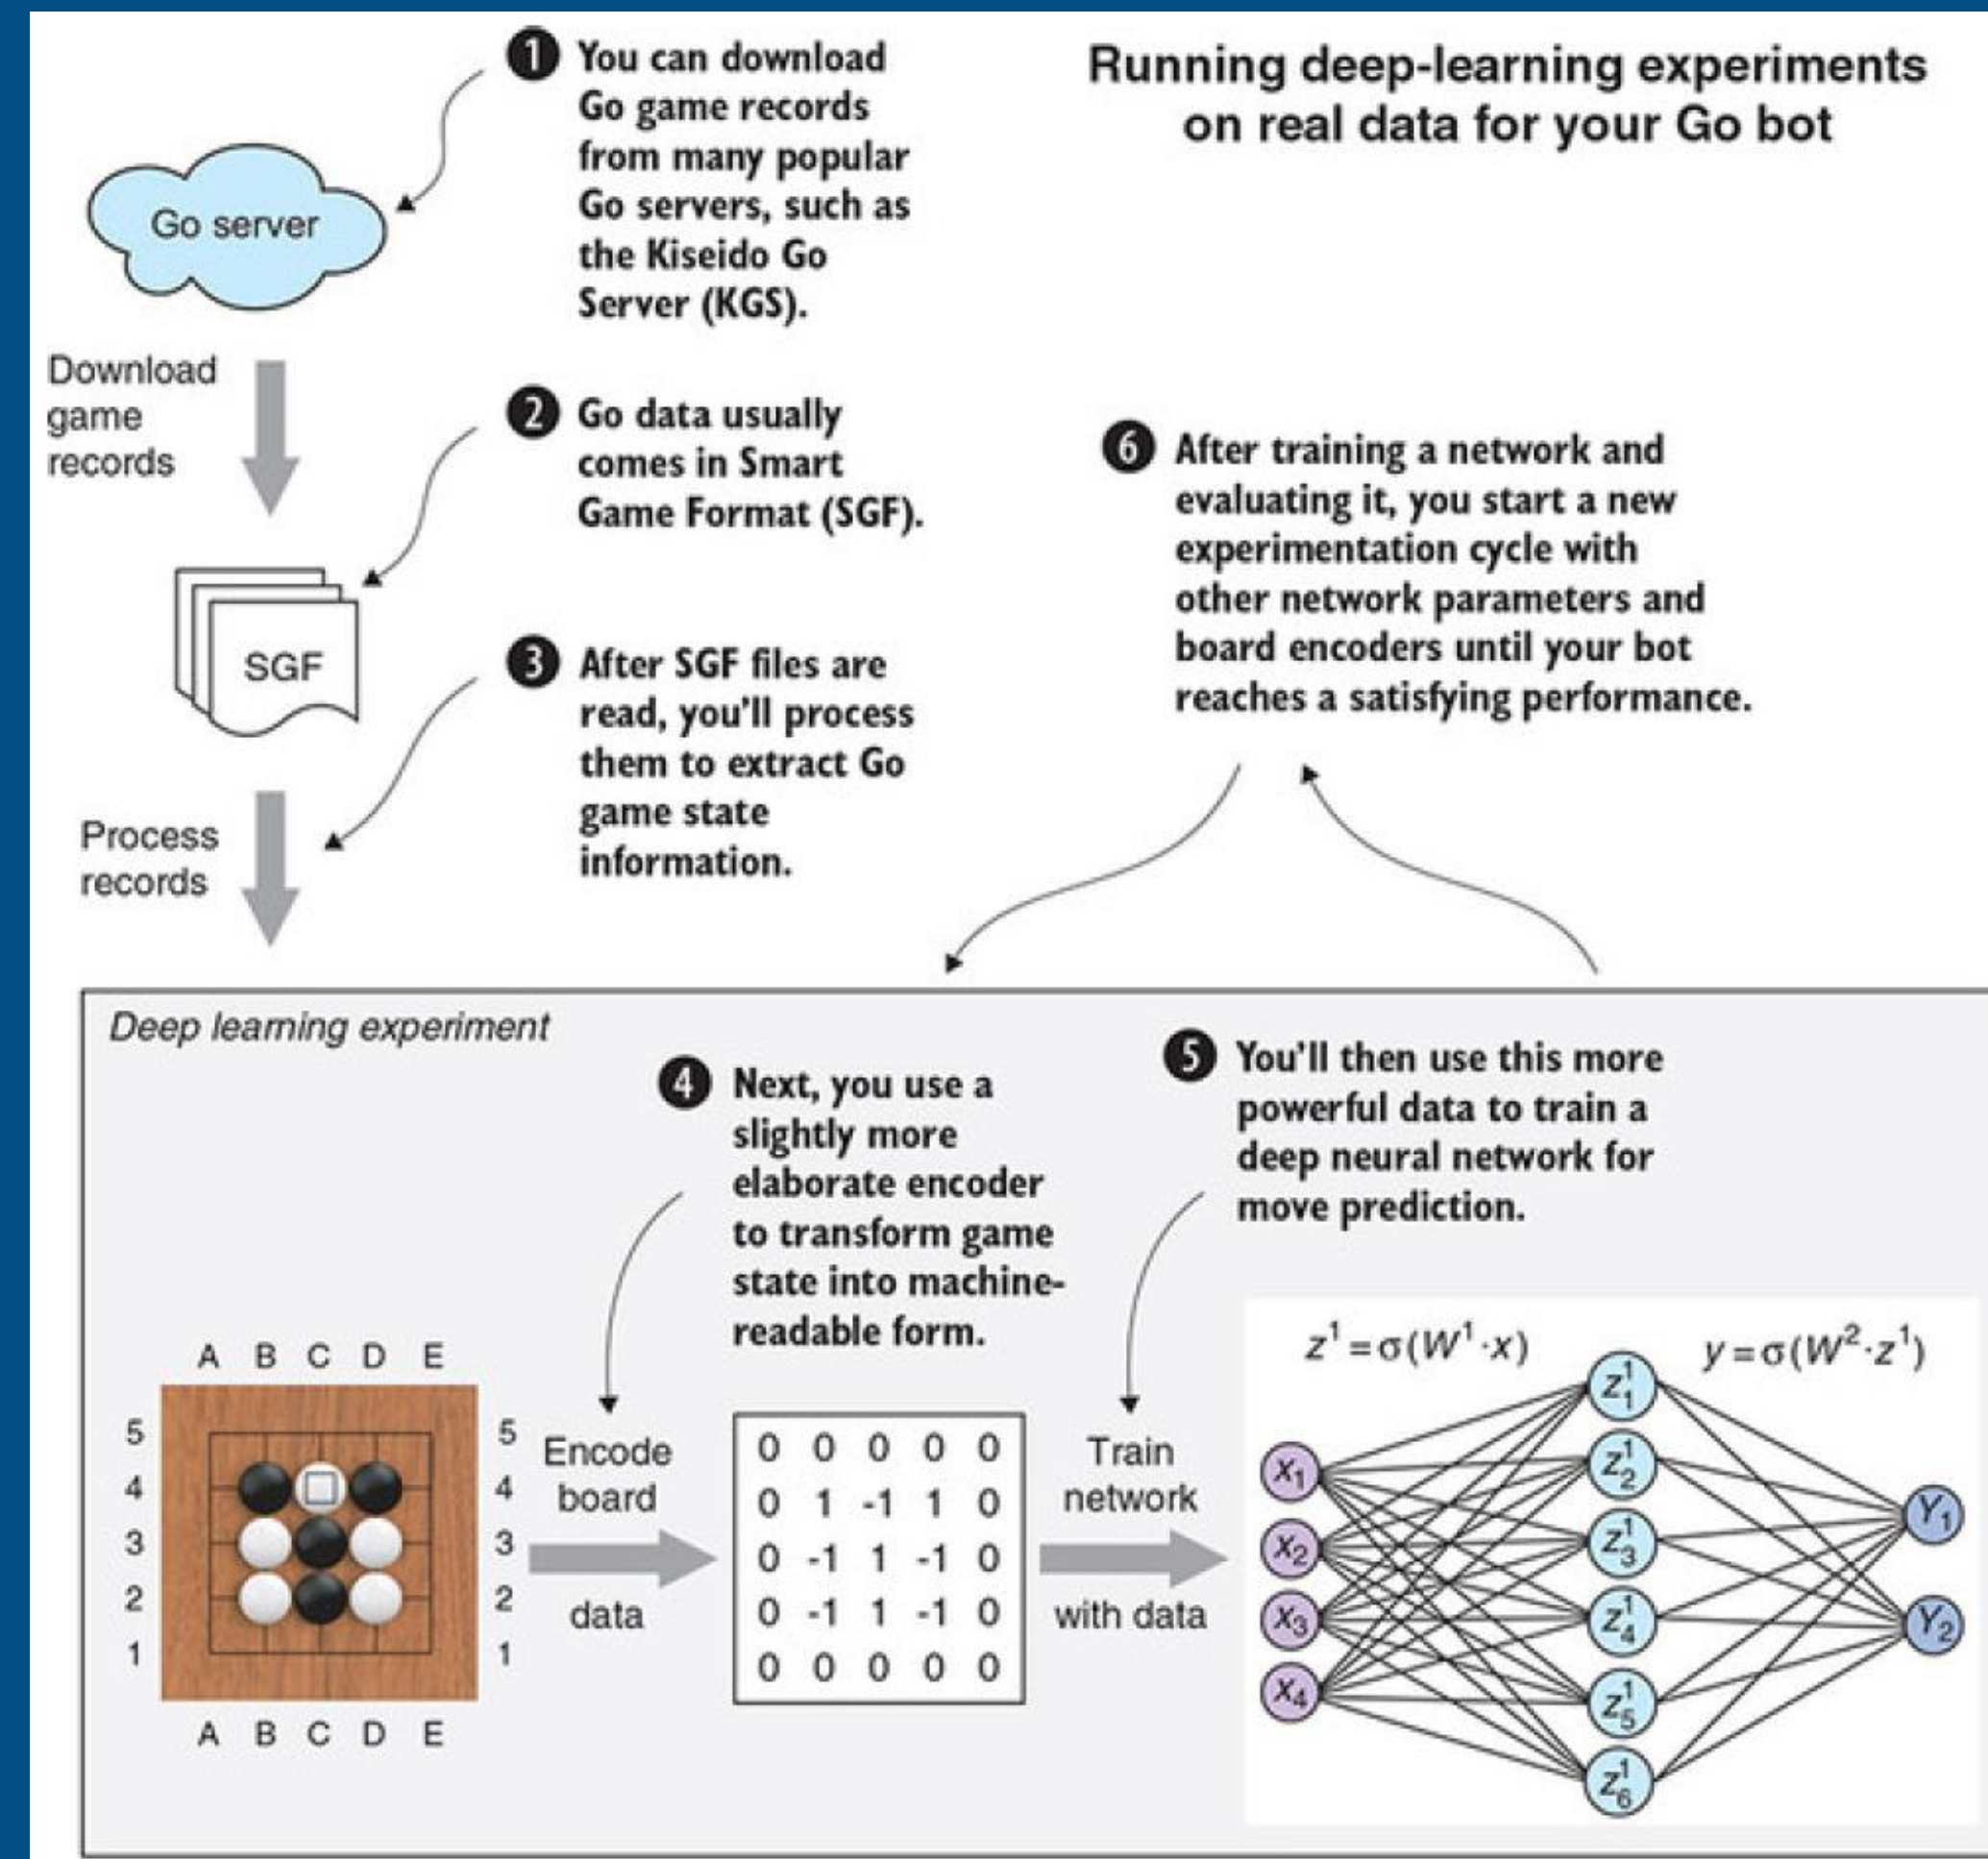 Running deep-learning experiments
on real data for your Go bot
1 You can download
Go game records
from many popular
Go servers, such as
the Kiseido Go
Server (KGS).
Go server
Download
game
records
2 Go data usually
comes in Smart
Game Format (SGF).
SGF
3 After SGF files are
read, you'll process
them to extract Go
game state
information.
Process
records
6 After training a network and
evaluating it, you start a new
experimentation cycle with
other network parameters and
board encoders until your bot
reaches a satisfying performance.
Deep learning experiment
4 Next, you use a
slightly more
elaborate encoder
to transform game
state into machine-
readable form.
5 You'll then use this more
powerful data to train a
deep neural network for
move prediction.
A B C D E
5 5
4 4
3 3
2 2
1 1
A B C D E
Encode
board
data
0 0 0 0 0
0 1 -1 1 0
0 -1 1 -1 0
0 -1 1 -1 0
0 0 0 0 0
Train
network
with data
z¹=σ(W¹·x)
y=σ(W²·z¹)
x₁
x₂
x₃
x₄
z¹₁
z¹₂
z¹₃
z¹₄
z¹₅
z¹₆
Y₁
Y₂